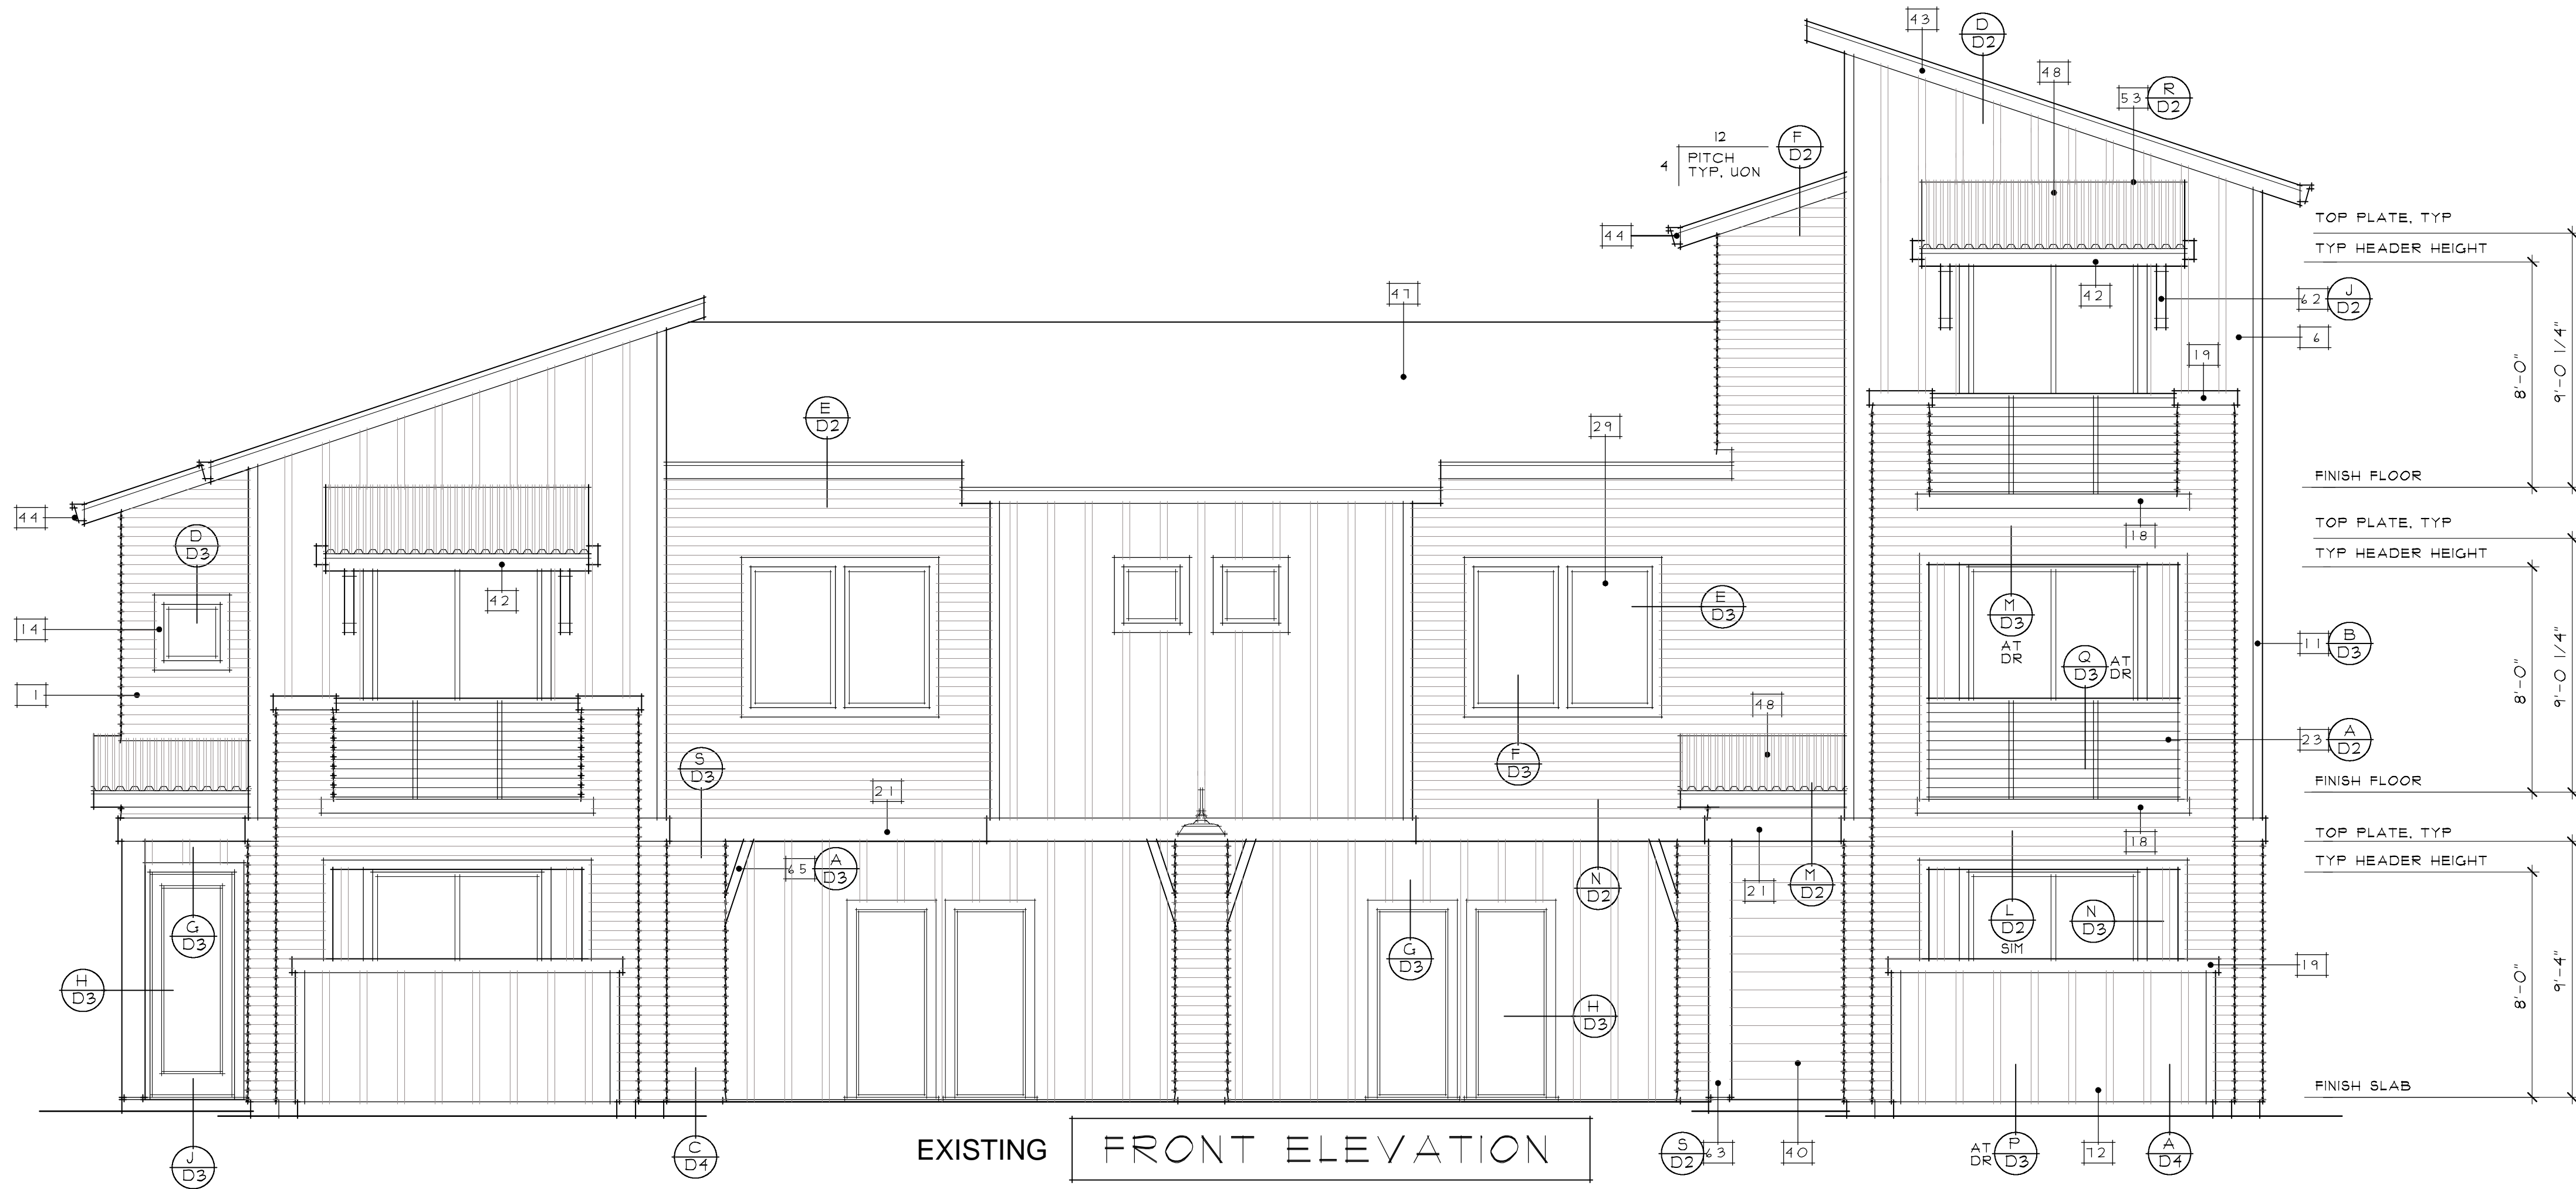 43
D
D2
48
53
R
D2
12
4
PITCH
TYP, UON
F
D2
TOP PLATE, TYP
44
TYP HEADER HEIGHT
47
42
62
J
D2
6
19
8'-0"
9'-0 1/4"
E
D2
29
FINISH FLOOR
44
18
TOP PLATE, TYP
D
D3
TYP HEADER HEIGHT
42
14
E
D3
M
D3
AT
DR
11
B
D3
Q
D3
AT
DR
1
8'-0"
9'-0 1/4"
48
S
D3
F
D3
23
A
D2
21
FINISH FLOOR
18
TOP PLATE, TYP
65
A
D3
TYP HEADER HEIGHT
N
D2
21
M
D2
G
D3
L
D2
SIM
N
D3
G
D3
19
H
D3
8'-0"
9'-4"
H
D3
FINISH SLAB
EXISTING
FRONT ELEVATION
J
D3
C
D4
S
D2
63
40
AT
DR
P
D3
72
A
D4